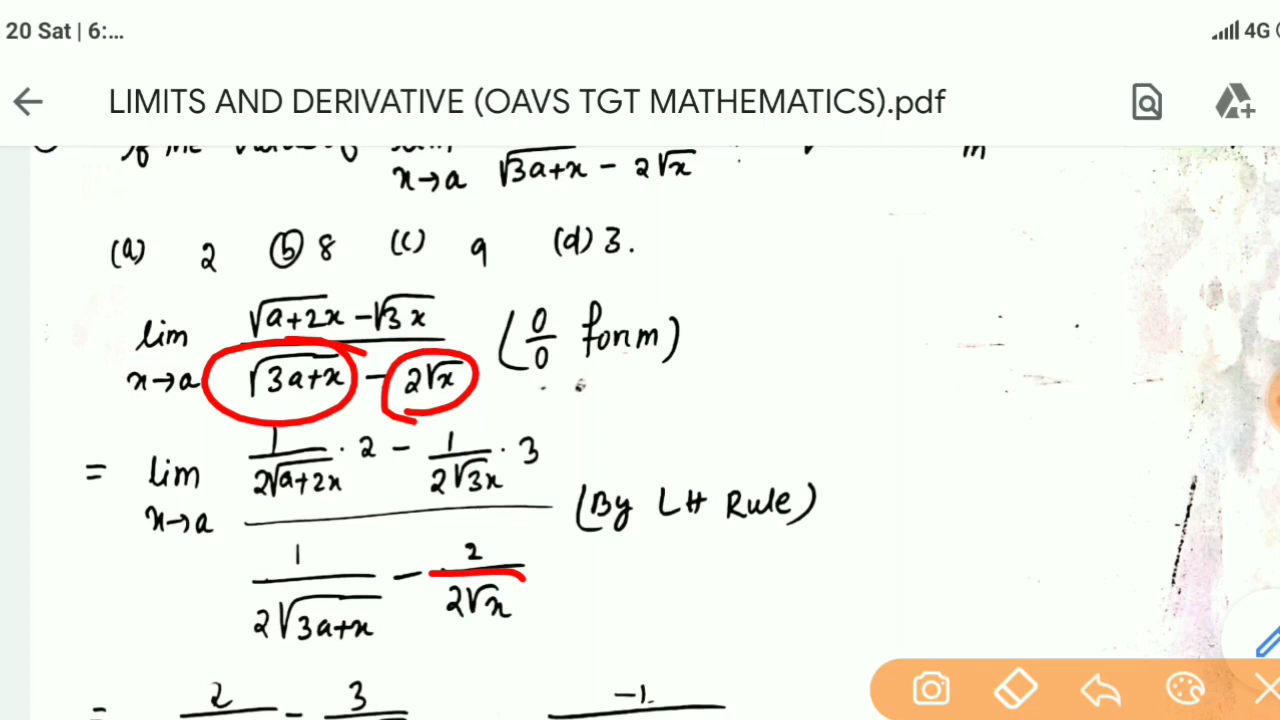 20 Sat | 6:... 4G
LIMITS AND DERIVATIVE (OAVS TGT MATHEMATICS).pdf
x→a √3a+x − 2√x m
(a) 2 (b) 8 (c) 9 (d) 3.
lim x→a (√a+2x − √3x) / (√3a+x − 2√x) (0/0 form)
= lim x→a (1/(2√a+2x) · 2 − 1/(2√3x) · 3) / (1/(2√3a+x) − 2/(2√x)) (By LH Rule)
= 2 − 3 −1